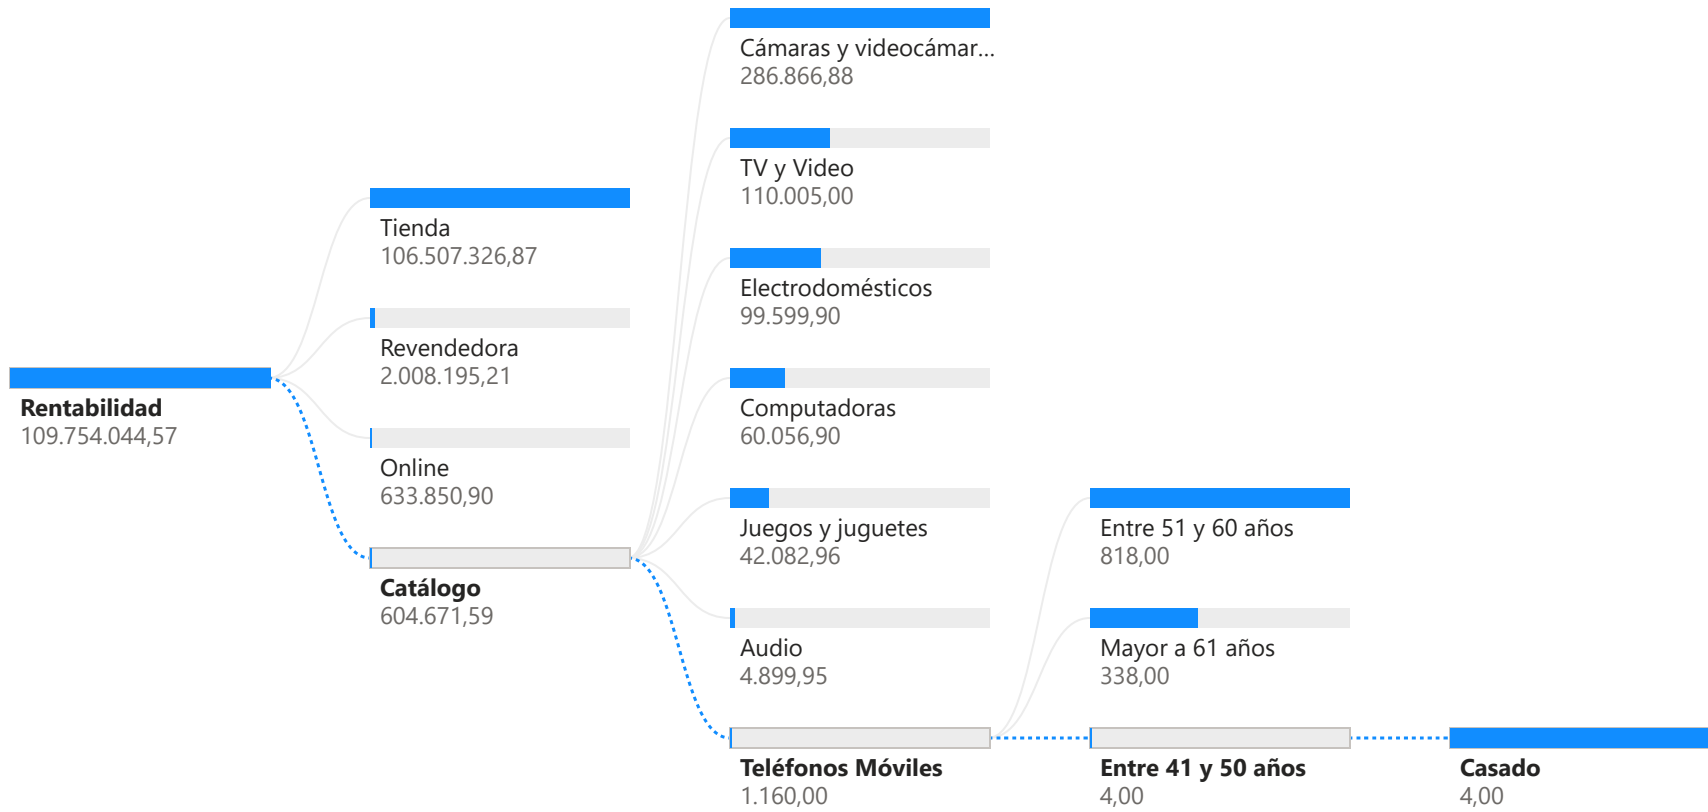 Rentabilidad
109.754.044,57
Tienda
106.507.326,87
Revendedora
2.008.195,21
Online
633.850,90
Catálogo
604.671,59
Cámaras y videocámar...
286.866,88
TV y Video
110.005,00
Electrodomésticos
99.599,90
Computadoras
60.056,90
Juegos y juguetes
42.082,96
Audio
4.899,95
Teléfonos Móviles
1.160,00
Entre 51 y 60 años
818,00
Mayor a 61 años
338,00
Entre 41 y 50 años
4,00
Casado
4,00